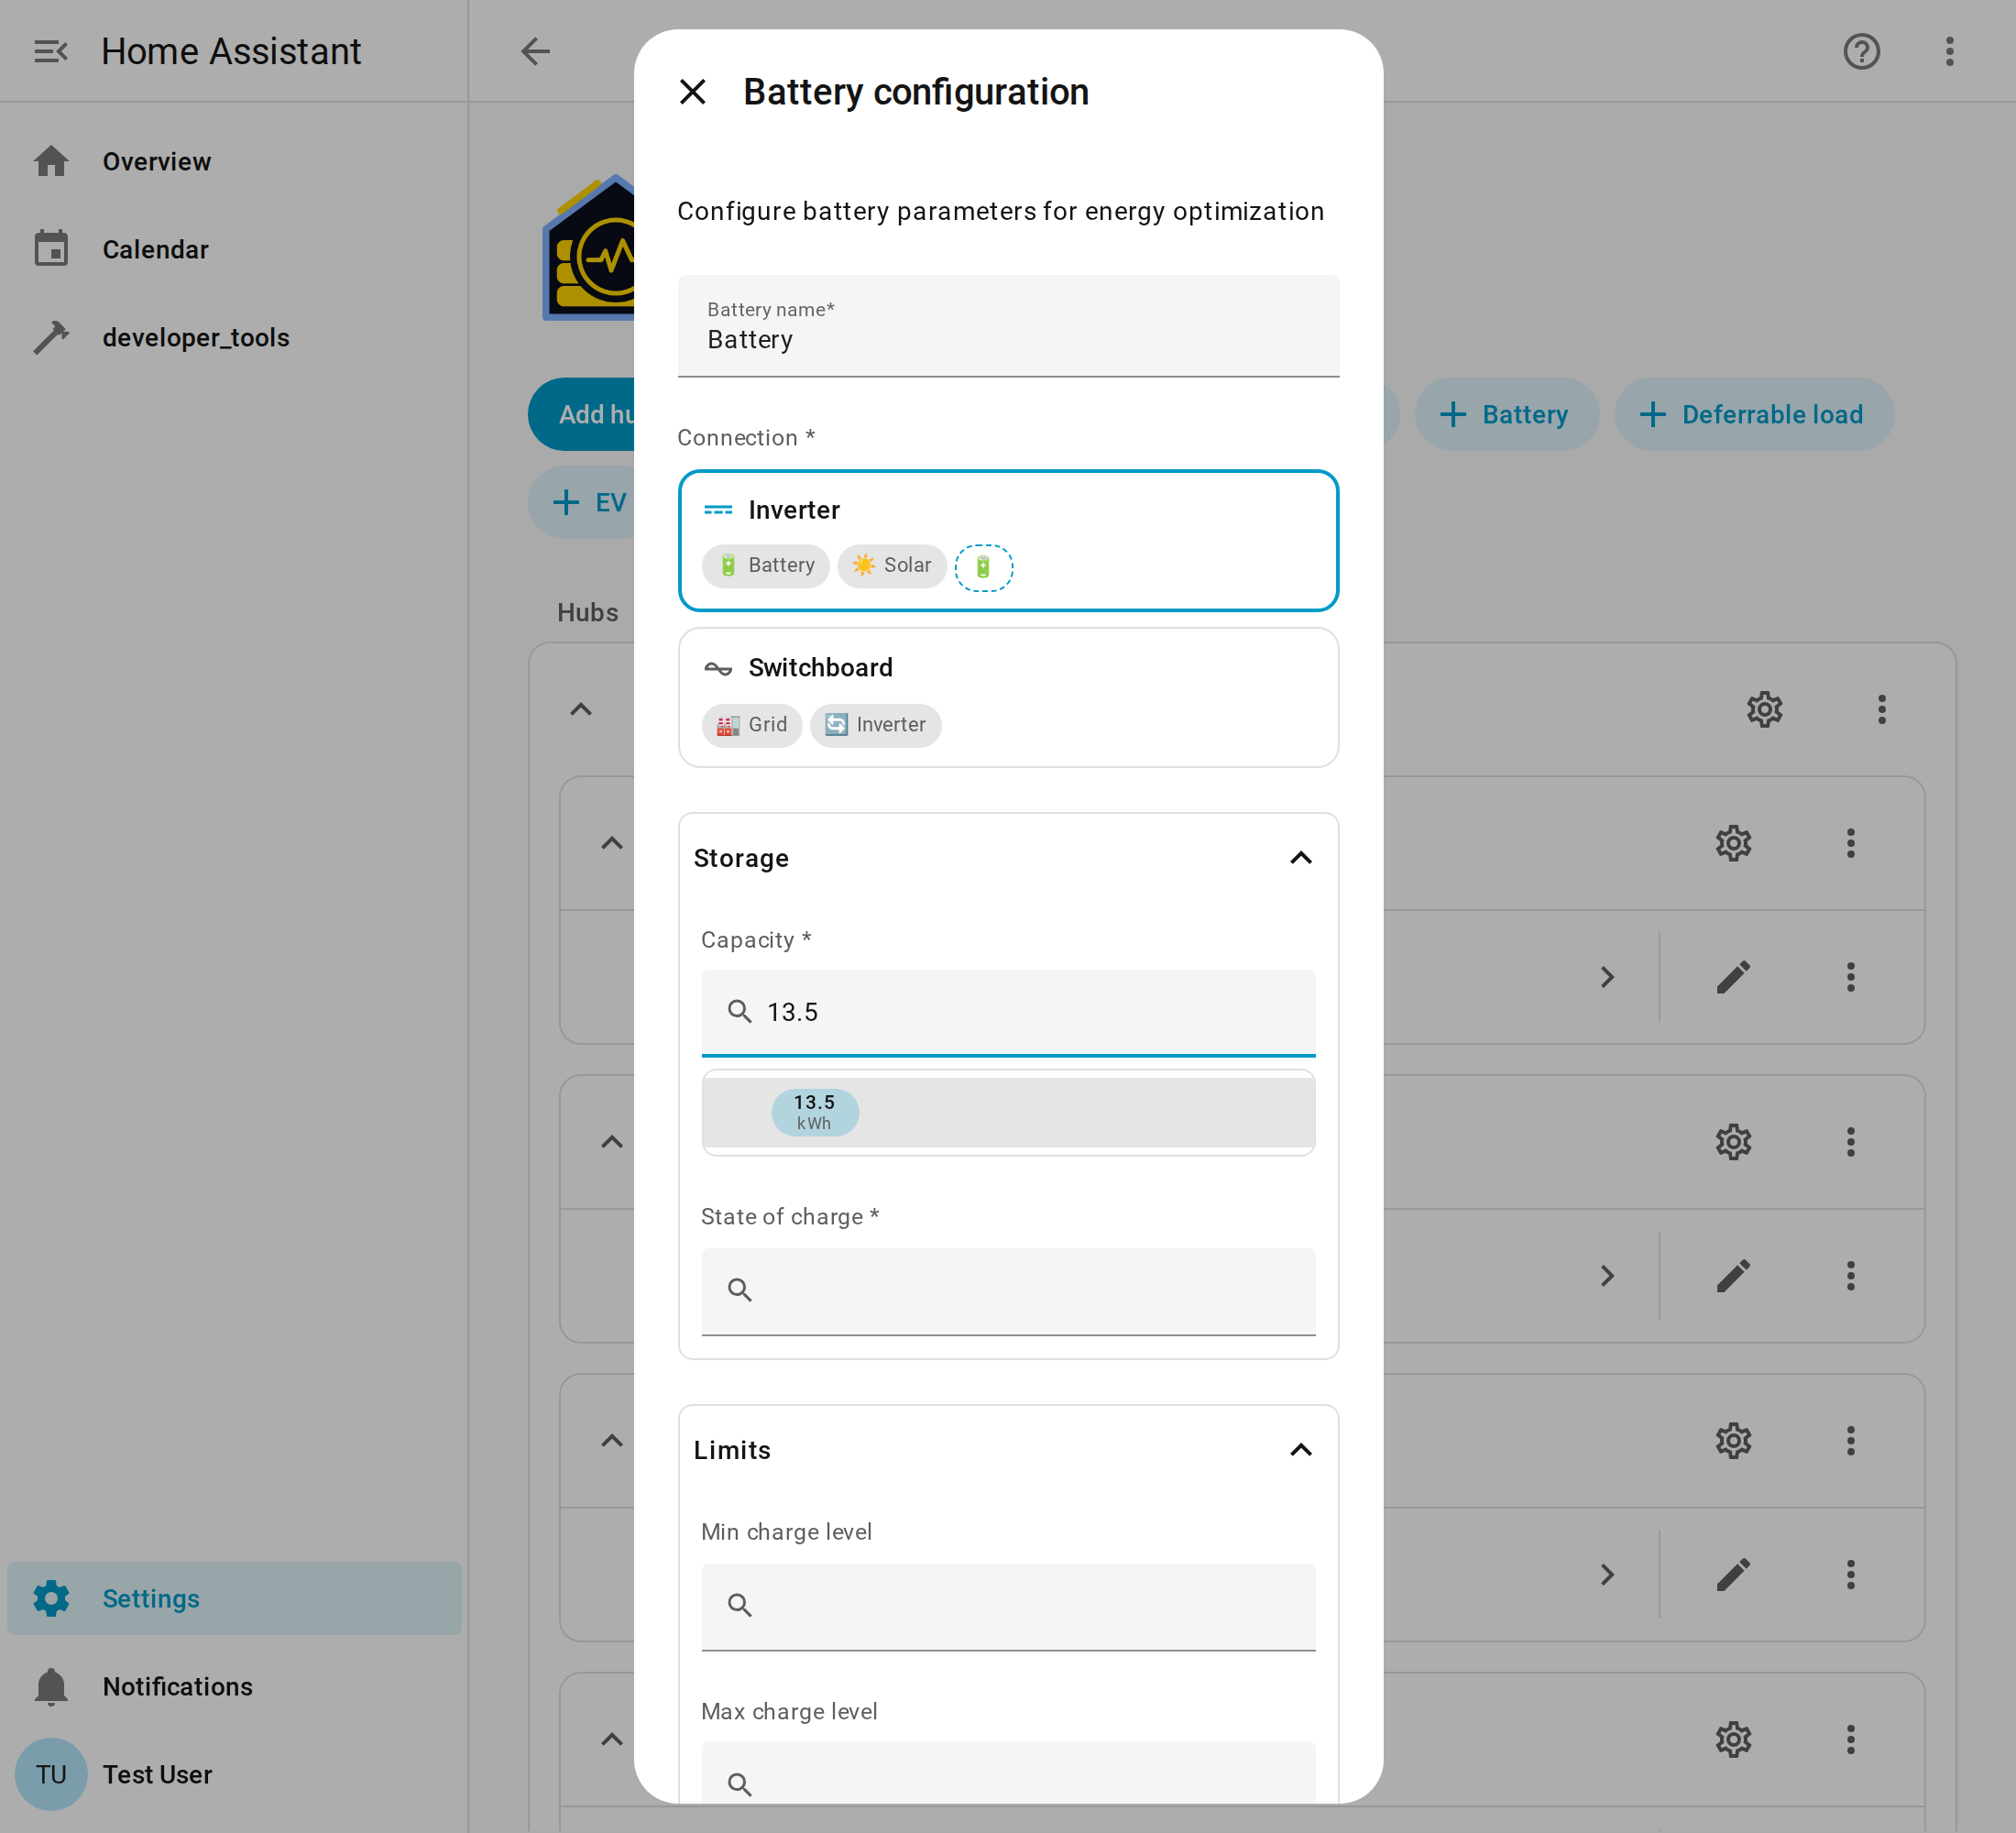 Home Assistant
Overview
Calendar
developer_tools
Settings
Notifications
TU
Test User
Battery
Deferrable load
EV
Hubs
Battery configuration
Configure battery parameters for energy optimization
Battery name*
Battery
Connection *
Inverter
Battery
Solar
Switchboard
Grid
Inverter
Storage
Capacity *
13.5
13.5
kWh
State of charge *
Limits
Min charge level
Max charge level